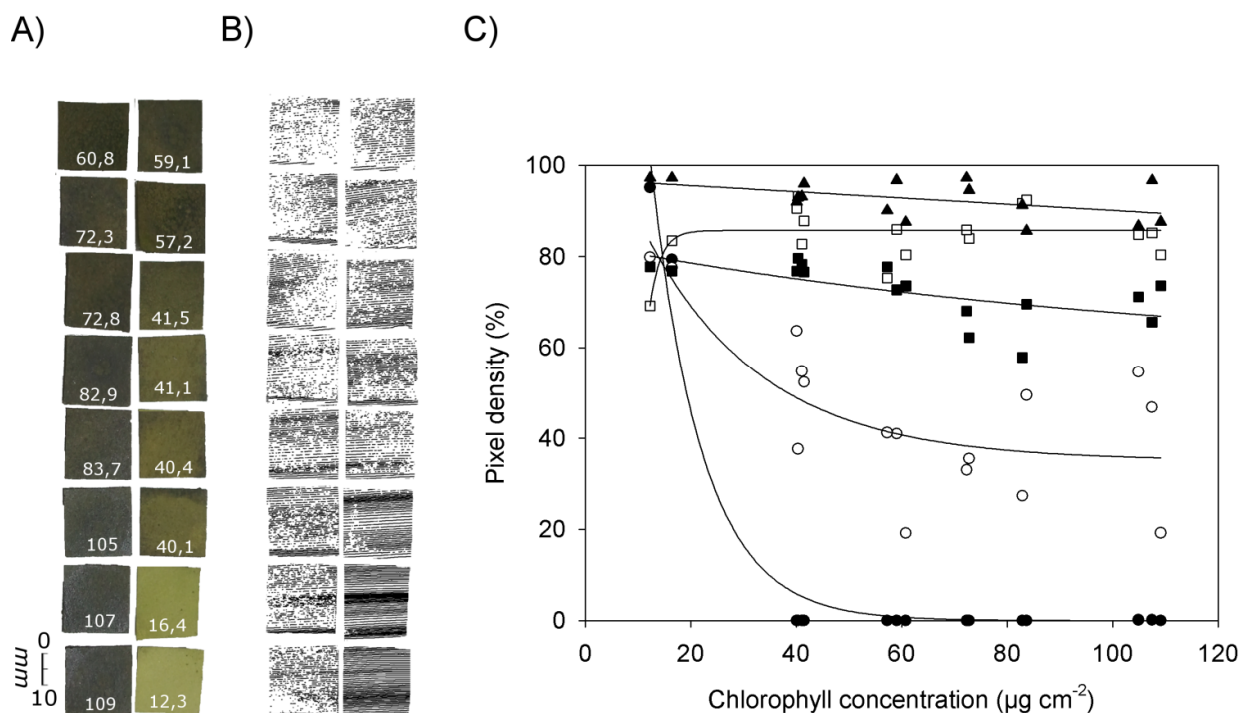 A)
B)
C)
60,8 59,1
72,3 57,2
72,8 41,5
82,9 41,1
83,7 40,4
105 40,1
107 16,4
109 12,3
0
mm
10
Pixel density (%)
100
80
60
40
20
0
0 20 40 60 80 100 120
Chlorophyll concentration (µg cm⁻²)